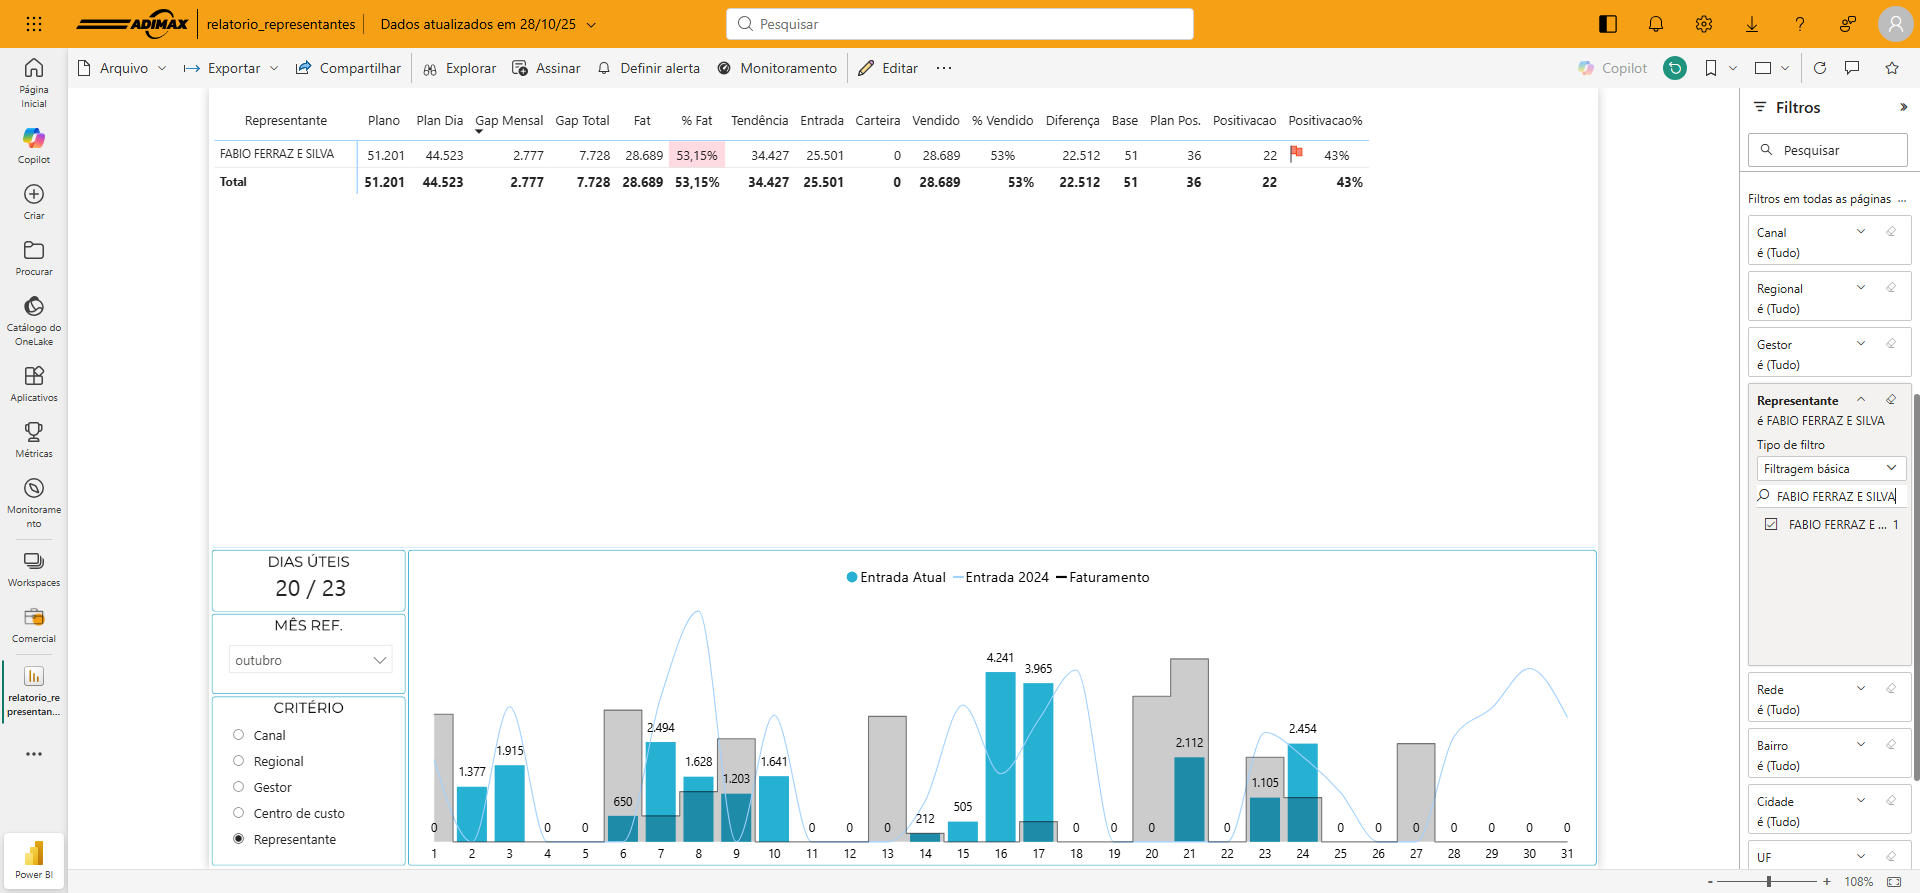 ADIMAX relatorio_representantes Dados atualizados em 28/10/25 Pesquisar
Arquivo Exportar Compartilhar Explorar Assinar Definir alerta Monitoramento Editar ... Copilot
Página
Inicial
Copilot
Criar
Procurar
Catálogo do
OneLake
Aplicativos
Métricas
Monitorame
nto
Workspaces
Comercial
relatorio_re
presentan...
Power BI
Representante Plano Plan Dia Gap Mensal Gap Total Fat % Fat Tendência Entrada Carteira Vendido % Vendido Diferença Base Plan Pos. Positivacao Positivacao%
FABIO FERRAZ E SILVA 51.201 44.523 2.777 7.728 28.689 53,15% 34.427 25.501 0 28.689 53% 22.512 51 36 22 43%
Total 51.201 44.523 2.777 7.728 28.689 53,15% 34.427 25.501 0 28.689 53% 22.512 51 36 22 43%
DIAS ÚTEIS
20 / 23
MÊS REF.
outubro
CRITÉRIO
Canal
Regional
Gestor
Centro de custo
Representante
Entrada Atual Entrada 2024 Faturamento
0 1.377 1.915 0 0 650 2.494 1.628 1.203 1.641 0 0 0 212 505 4.241 3.965 0 0 0 2.112 0 1.105 2.454 0 0 0 0 0 0 0
1 2 3 4 5 6 7 8 9 10 11 12 13 14 15 16 17 18 19 20 21 22 23 24 25 26 27 28 29 30 31
Filtros
Pesquisar
Filtros em todas as páginas ...
Canal
é (Tudo)
Regional
é (Tudo)
Gestor
é (Tudo)
Representante
é FABIO FERRAZ E SILVA
Tipo de filtro
Filtragem básica
FABIO FERRAZ E SILVA
FABIO FERRAZ E ... 1
Rede
é (Tudo)
Bairro
é (Tudo)
Cidade
é (Tudo)
UF
- + 108%